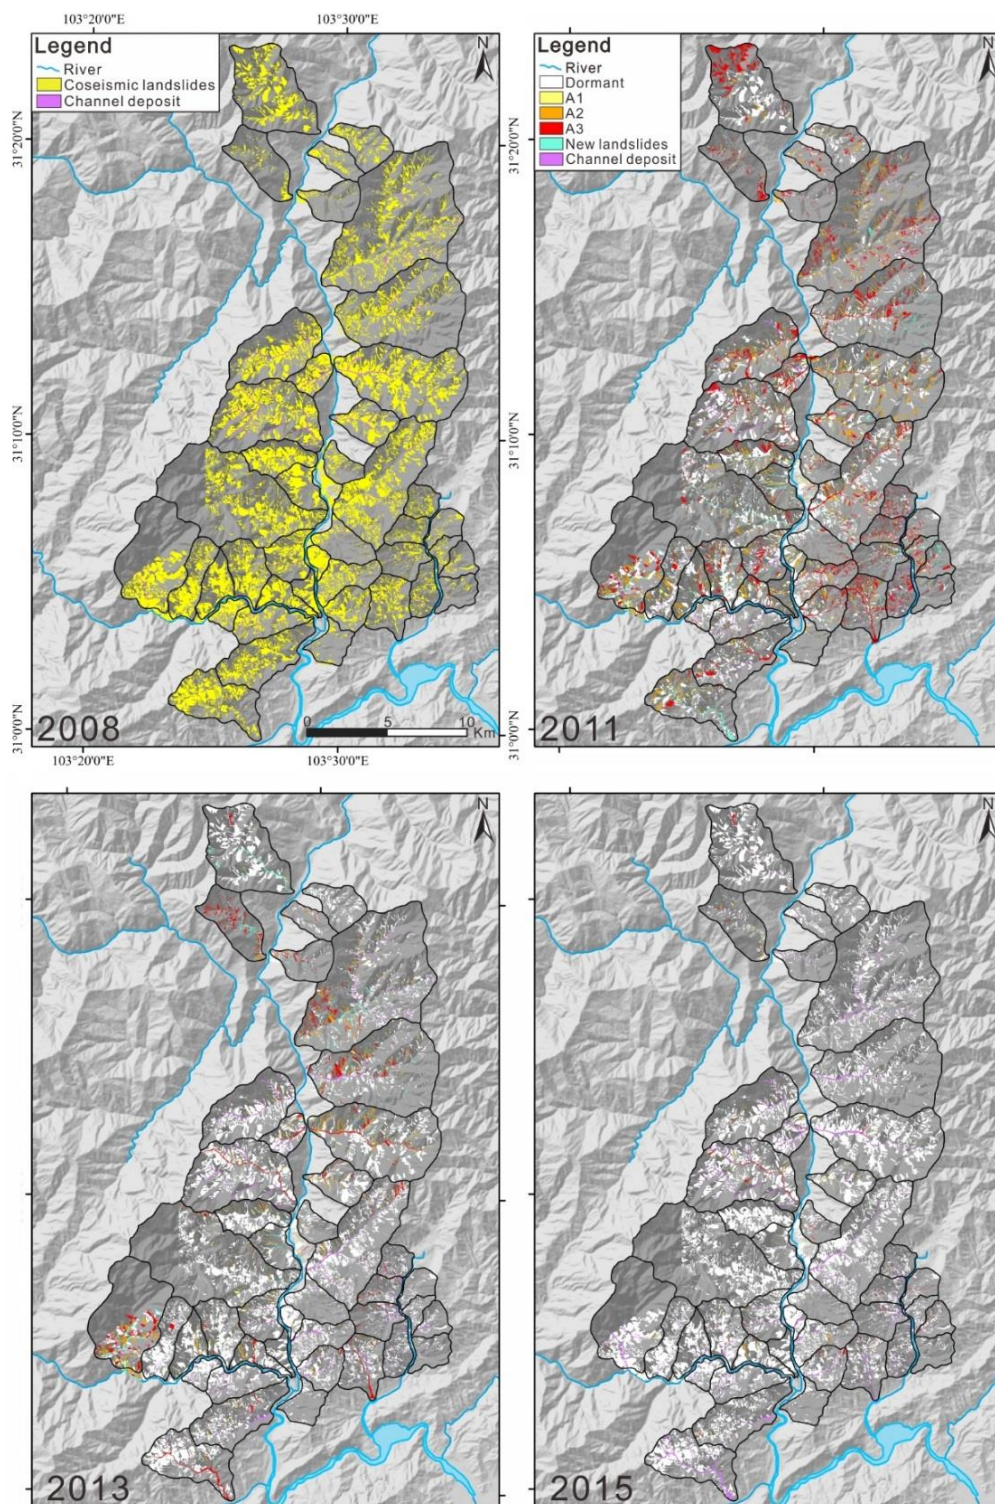 103°20'0"E 103°30'0"E
Legend
River
Coseismic landslides
Channel deposit
N
31°20'0"N
31°10'0"N
31°0'0"N
2008
0 5 10
Km
103°20'0"E 103°30'0"E
Legend
River
Dormant
A1
A2
A3
New landslides
Channel deposit
N
31°20'0"N
31°10'0"N
31°0'0"N
2011
N
2013
N
2015